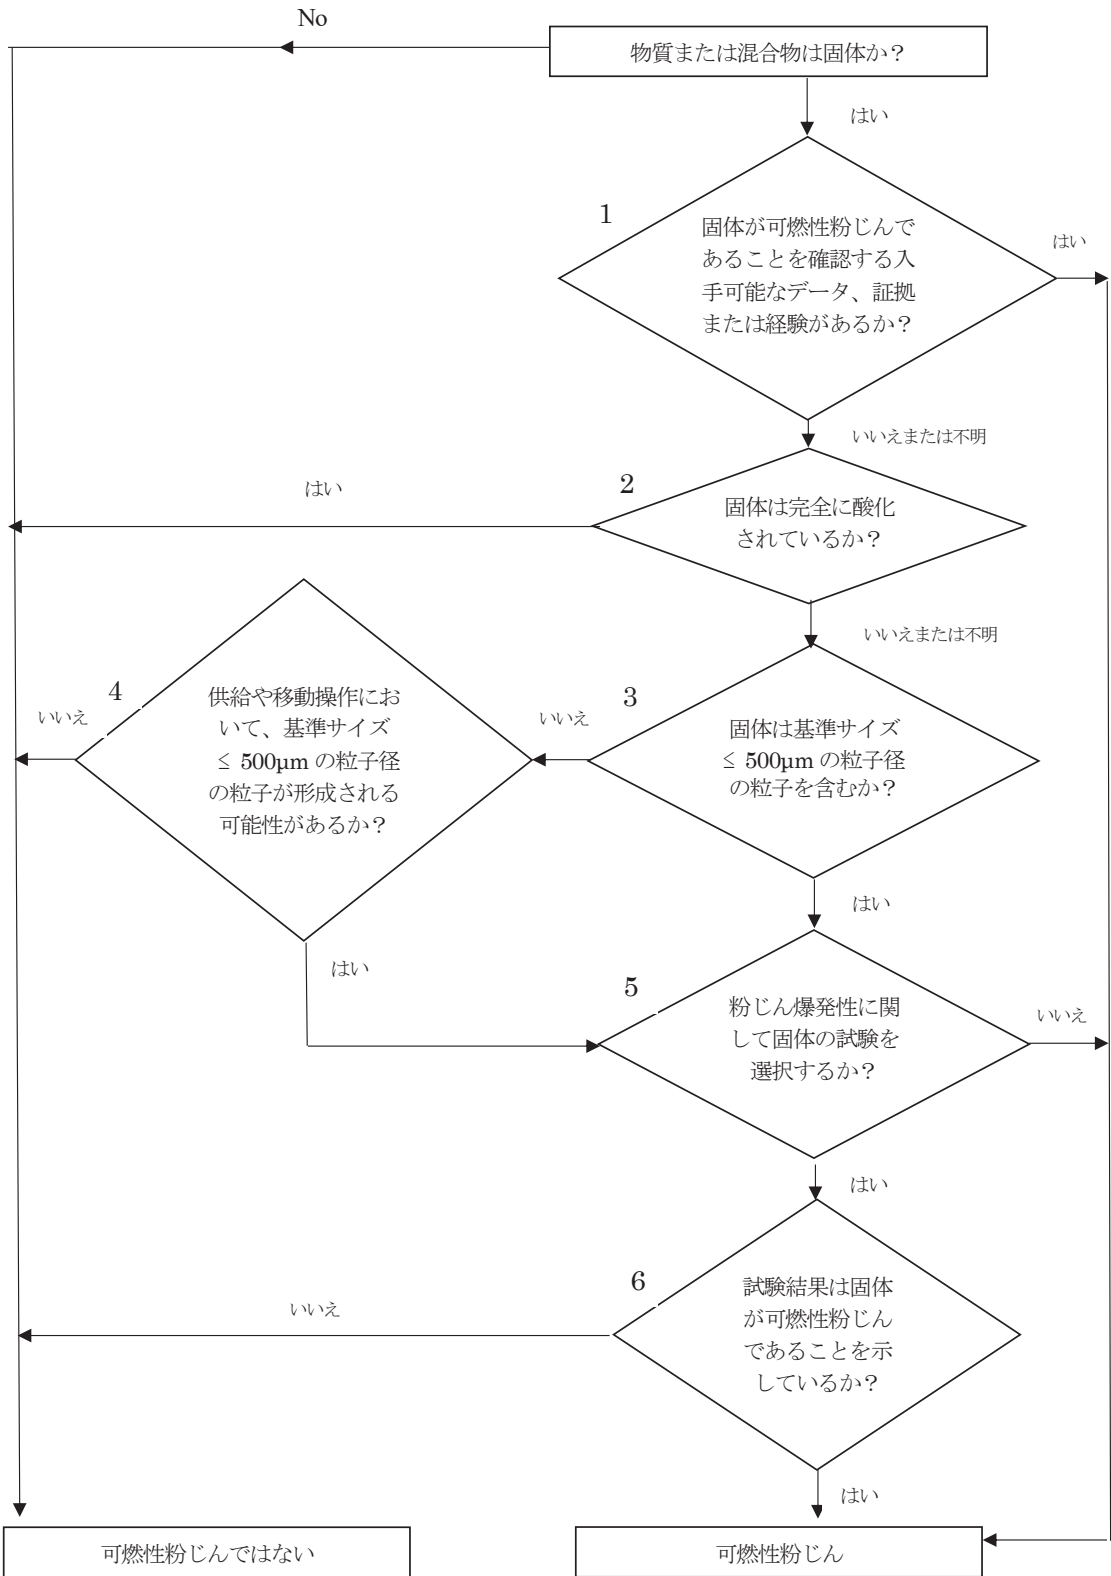 No
物質または混合物は固体か？
はい
1
固体が可燃性粉じんで
あることを確認する入
手可能なデータ、証拠
または経験があるか？
はい
いいえまたは不明
2
固体は完全に酸化
されているか？
はい
いいえまたは不明
4
供給や移動操作にお
いて、基準サイズ
≤ 500μm の粒子径
の粒子が形成される
可能性があるか？
いいえ
いいえ
3
固体は基準サイズ
≤ 500μm の粒子径
の粒子を含むか？
はい
はい
5
粉じん爆発性に関
して固体の試験を
選択するか？
いいえ
はい
6
試験結果は固体
が可燃性粉じん
であることを示
しているか？
いいえ
はい
可燃性粉じんではない
可燃性粉じん